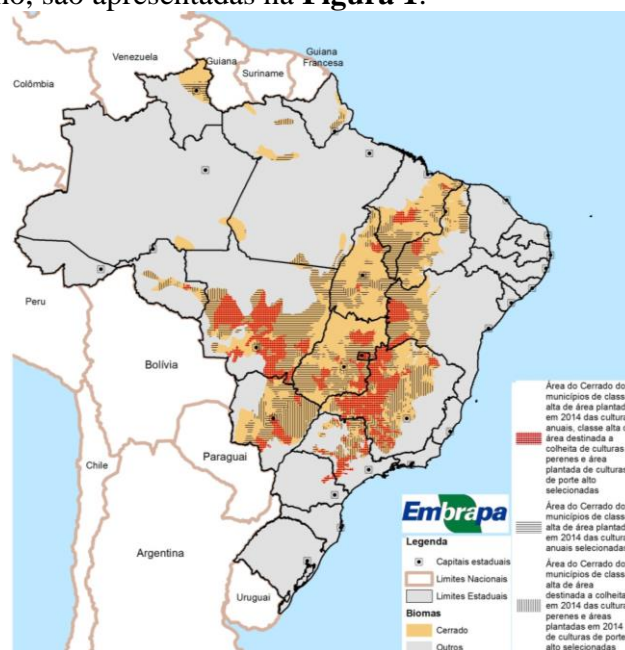 no, são apresentadas na Figura 1.
Venezuela
Guiana
Suriname
Guiana
Francesa
Colômbia
Peru
Bolívia
Paraguai
Chile
Argentina
Uruguai
Embrapa
Legenda
Capitais estaduais
Limites Nacionais
Limites Estaduais
Biomas
Cerrado
Outros
Área do Cerrado do
municípios de class
alta de área plantad
em 2014 das cultura
anuais, classe alta d
área destinada a
colheita de culturas
perenes e área
plantada de culturas
de porte alto
selecionadas
Área do Cerrado do
municípios de class
alta de área plantad
em 2014 das cultura
anuais selecionadas
Área do Cerrado do
municípios de class
alta de área
destinada a colheita
em 2014 das cultura
perenes e áreas
plantadas em 2014
de culturas de porte
alto selecionadas